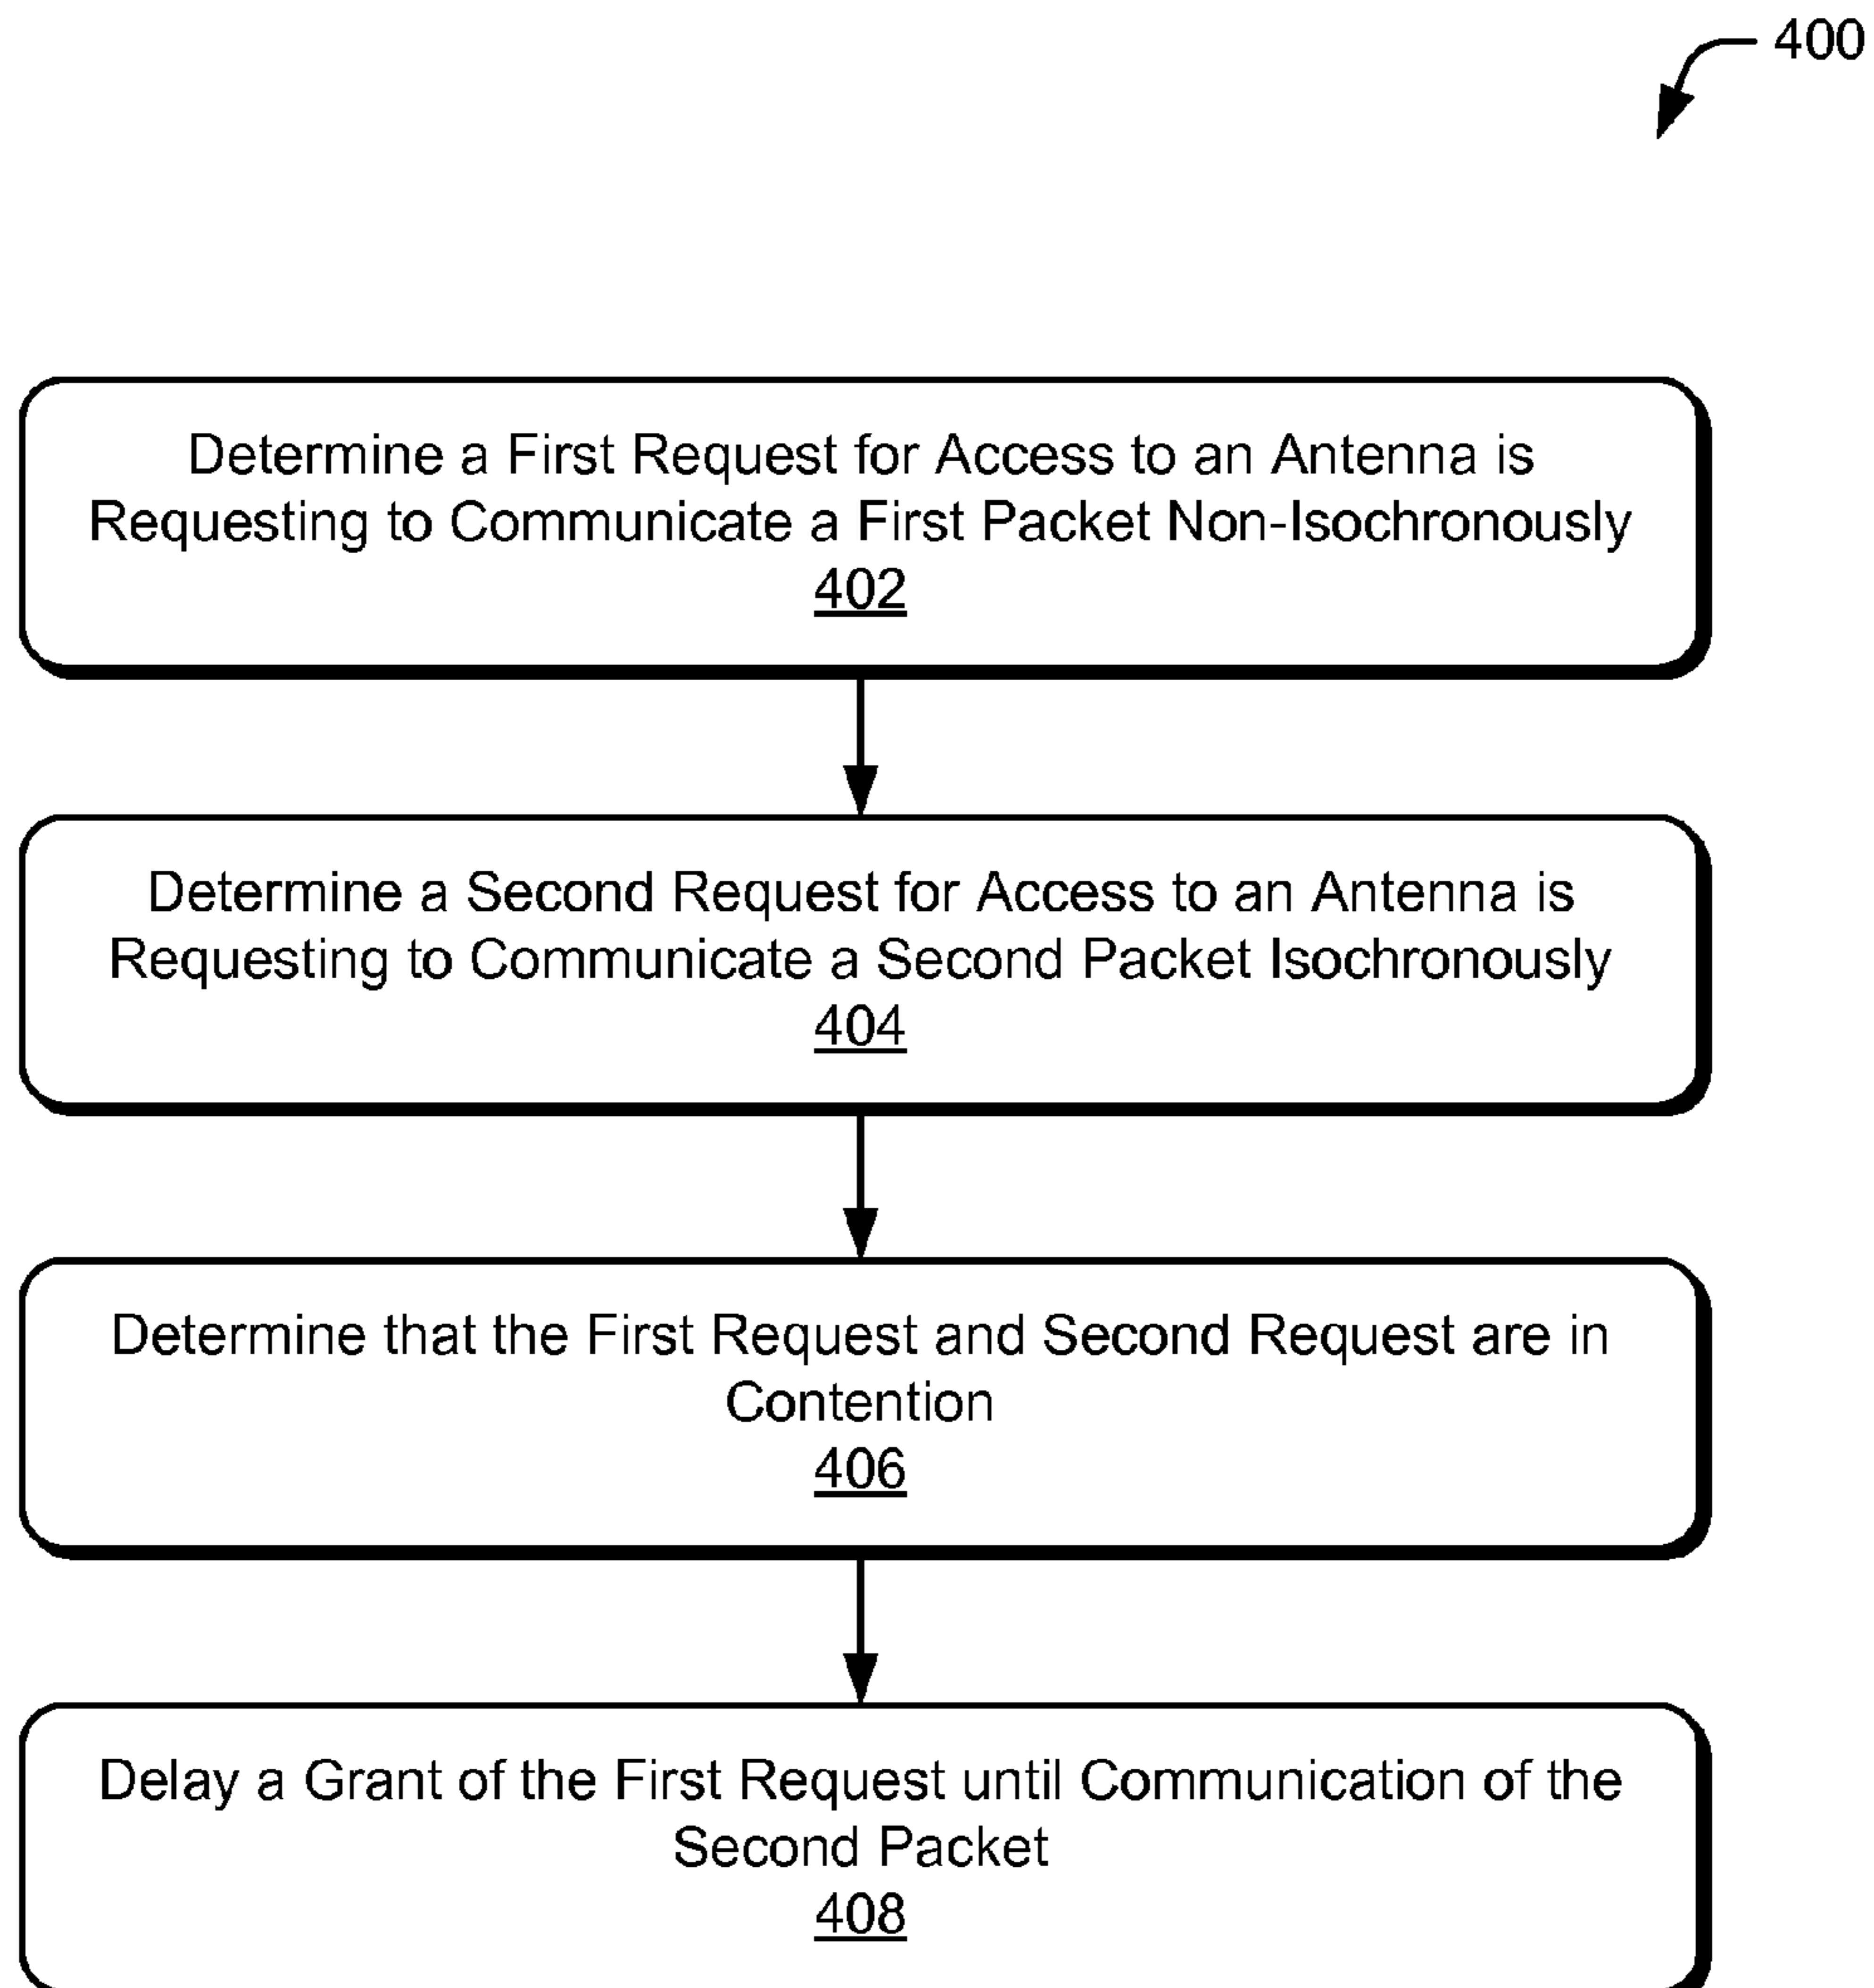 400
Determine a First Request for Access to an Antenna is
Requesting to Communicate a First Packet Non-Isochronously
402
Determine a Second Request for Access to an Antenna is
Requesting to Communicate a Second Packet Isochronously
404
Determine that the First Request and Second Request are in
Contention
406
Delay a Grant of the First Request until Communication of the
Second Packet
408